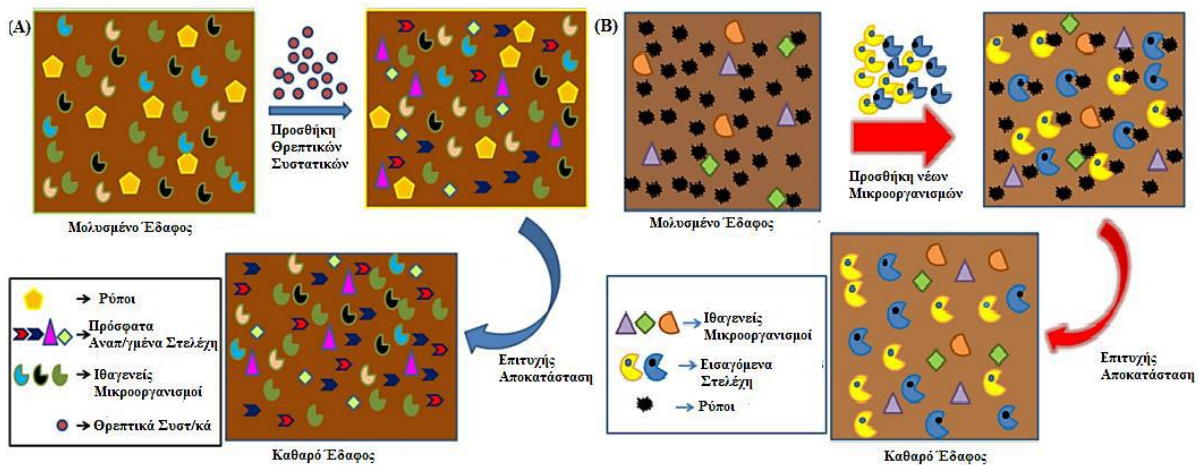 (A)
Προσθήκη
Θρεπτικών
Συστατικών
Μολυσμένο Έδαφος
→ Ρύποι
→ Πρόσφατα
Αναπ/γμένα Στελέχη
→ Ιθαγενείς
Μικροοργανισμοί
→ Θρεπτικά Συστ/κά
Επιτυχής
Αποκατάσταση
Καθαρό Έδαφος
(B)
Προσθήκη νέων
Μικροοργανισμών
Μολυσμένο Έδαφος
→ Ιθαγενείς
Μικροοργανισμοί
→ Εισαγόμενα
Στελέχη
→ Ρύποι
Επιτυχής
Αποκατάσταση
Καθαρό Έδαφος